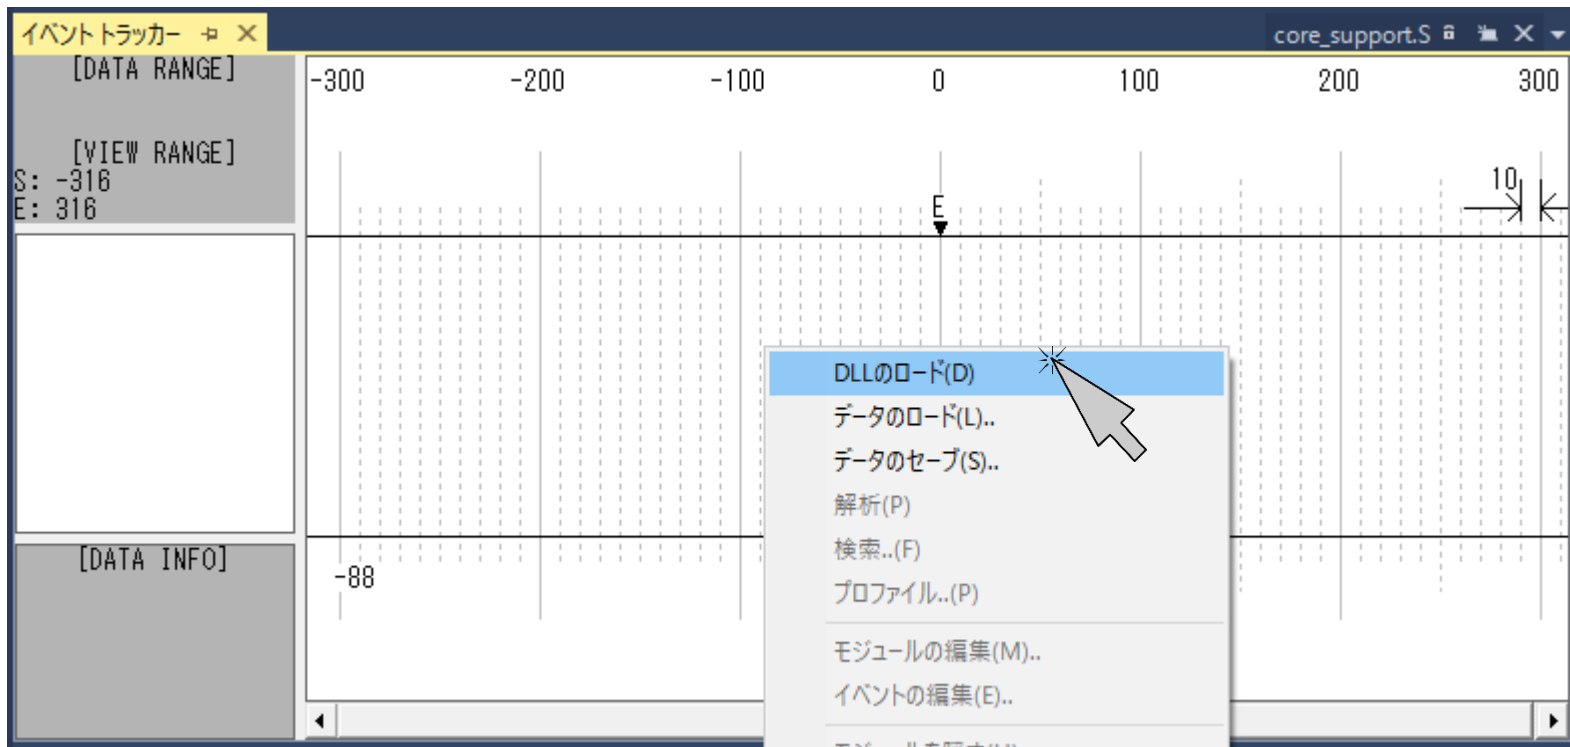 イベント トラッカー
core_support.S
[DATA RANGE]
-300 -200 -100 0 100 200 300
[VIEW RANGE]
S: -316
E: 316
10
E
DLLのロード(D)
データのロード(L)..
データのセーブ(S)..
解析(P)
検索..(F)
プロファイル..(P)
モジュールの編集(M)..
イベントの編集(E)..
[DATA INFO]
-88